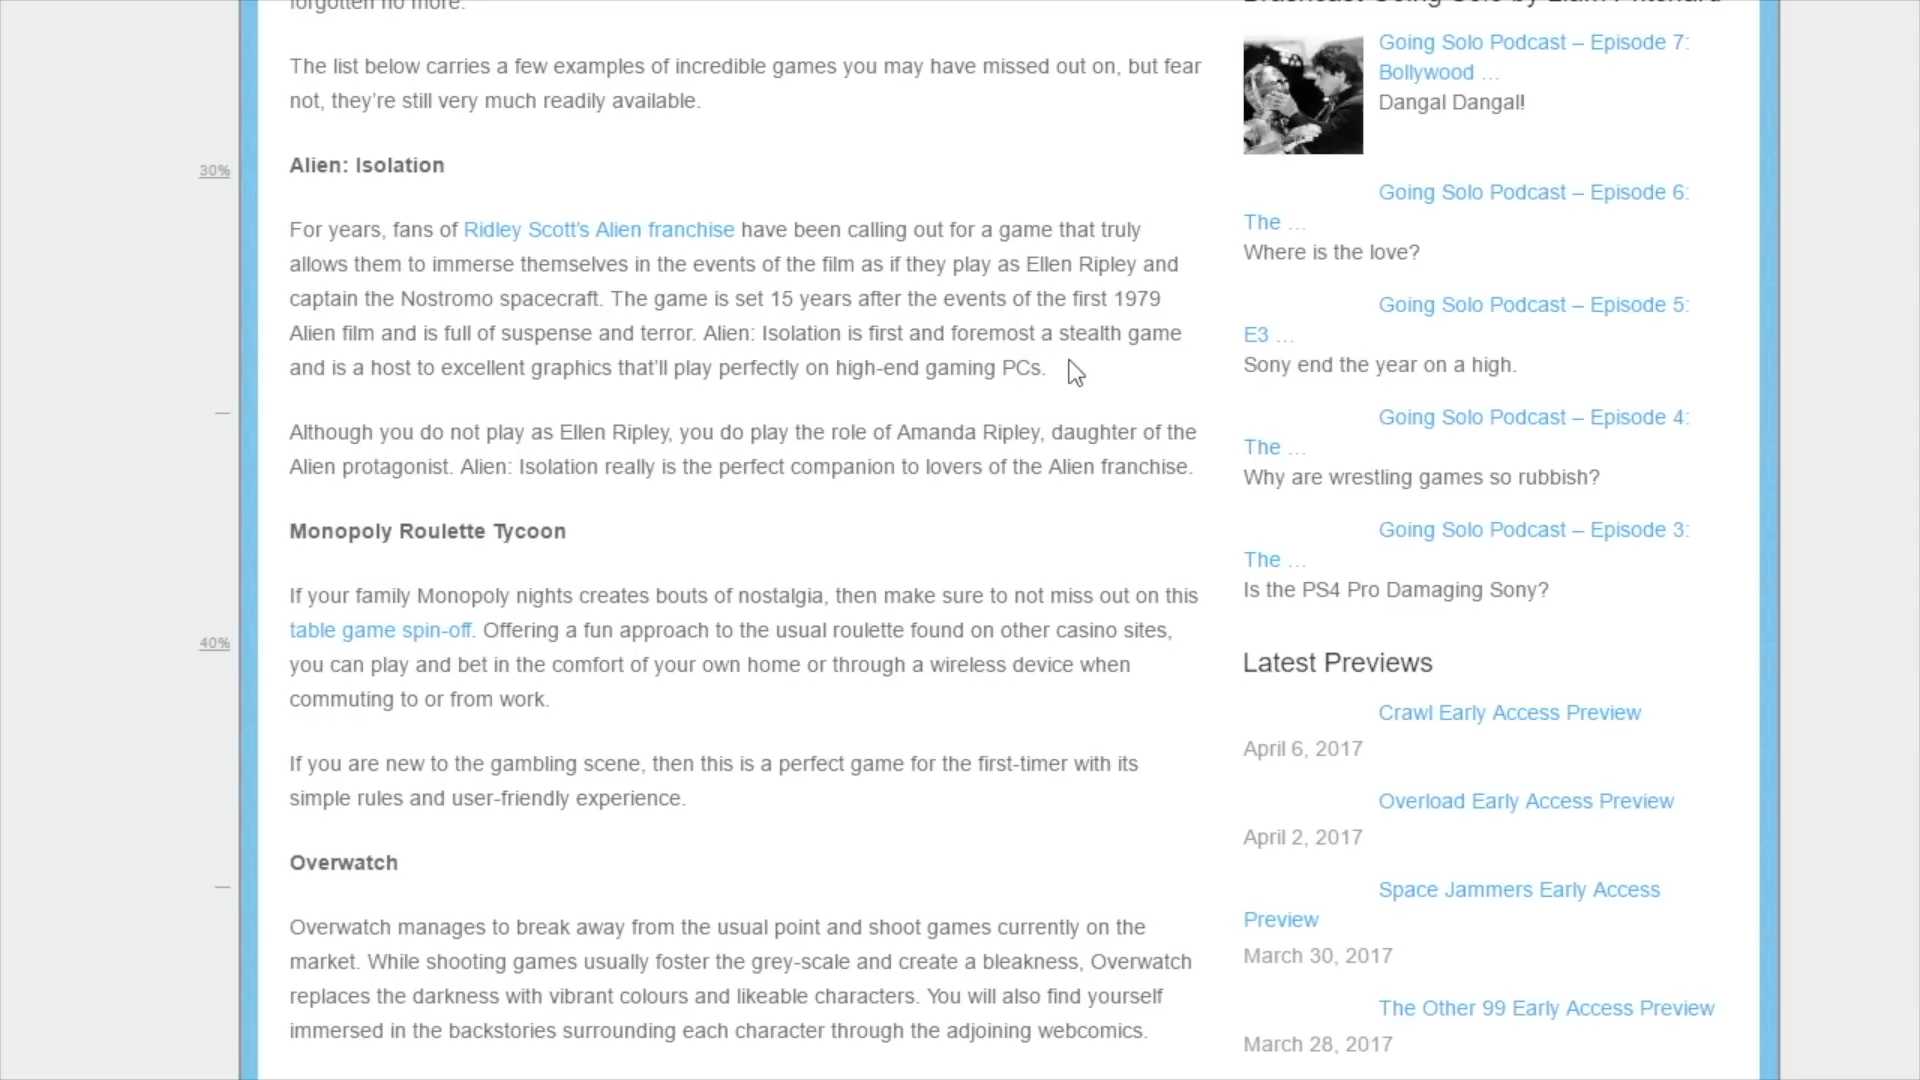 forgotten no more.
The list below carries a few examples of incredible games you may have missed out on, but fear
not, they’re still very much readily available.
Alien: Isolation
30%
For years, fans of Ridley Scott’s Alien franchise have been calling out for a game that truly
allows them to immerse themselves in the events of the film as if they play as Ellen Ripley and
captain the Nostromo spacecraft. The game is set 15 years after the events of the first 1979
Alien film and is full of suspense and terror. Alien: Isolation is first and foremost a stealth game
and is a host to excellent graphics that’ll play perfectly on high-end gaming PCs.
Although you do not play as Ellen Ripley, you do play the role of Amanda Ripley, daughter of the
Alien protagonist. Alien: Isolation really is the perfect companion to lovers of the Alien franchise.
Monopoly Roulette Tycoon
If your family Monopoly nights creates bouts of nostalgia, then make sure to not miss out on this
table game spin-off. Offering a fun approach to the usual roulette found on other casino sites,
40%
you can play and bet in the comfort of your own home or through a wireless device when
commuting to or from work.
If you are new to the gambling scene, then this is a perfect game for the first-timer with its
simple rules and user-friendly experience.
Overwatch
Overwatch manages to break away from the usual point and shoot games currently on the
market. While shooting games usually foster the grey-scale and create a bleakness, Overwatch
replaces the darkness with vibrant colours and likeable characters. You will also find yourself
immersed in the backstories surrounding each character through the adjoining webcomics.
Going Solo by Liam Pritchard
Going Solo Podcast – Episode 7:
Bollywood …
Dangal Dangal!
Going Solo Podcast – Episode 6:
The …
Where is the love?
Going Solo Podcast – Episode 5:
E3 …
Sony end the year on a high.
Going Solo Podcast – Episode 4:
The …
Why are wrestling games so rubbish?
Going Solo Podcast – Episode 3:
The …
Is the PS4 Pro Damaging Sony?
Latest Previews
Crawl Early Access Preview
April 6, 2017
Overload Early Access Preview
April 2, 2017
Space Jammers Early Access
Preview
March 30, 2017
The Other 99 Early Access Preview
March 28, 2017